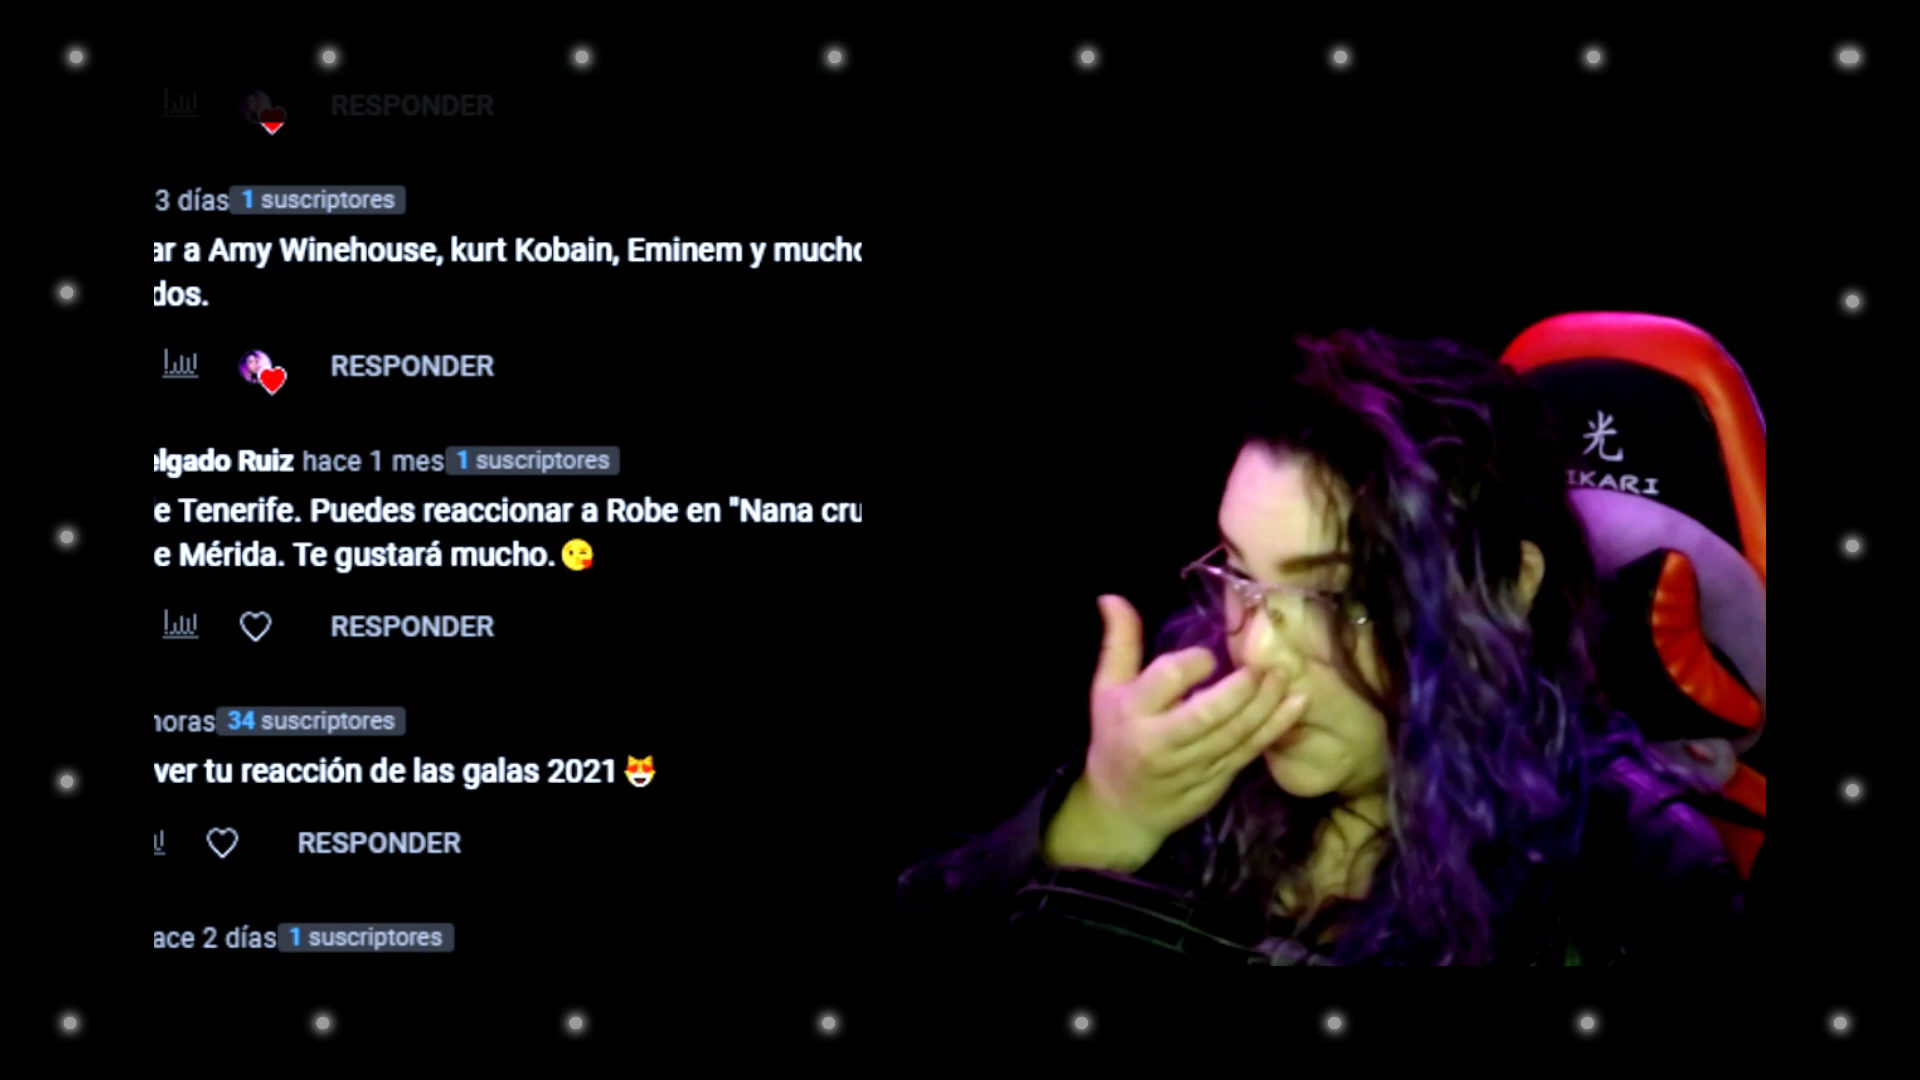 RESPONDER
3 días 1 suscriptores
ar a Amy Winehouse, kurt Kobain, Eminem y mucho
dos.
RESPONDER
elgado Ruiz hace 1 mes 1 suscriptores
e Tenerife. Puedes reaccionar a Robe en "Nana cru
e Mérida. Te gustará mucho. 😘
RESPONDER
horas 34 suscriptores
ver tu reacción de las galas 2021 😻
RESPONDER
ace 2 días 1 suscriptores
光
IKARI